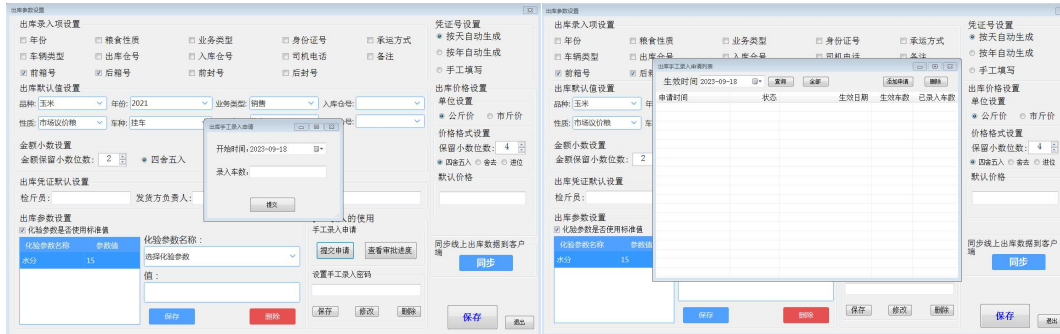 出库参数设置
出库录入项设置
年份 粮食性质 业务类型 身份证号 承运方式
车辆类型 出库仓号 入库仓号 司机电话 备注
前箱号 后箱号 前封号 后封号
出库默认值设置
品种: 玉米 年份: 2021 业务类型: 销售 入库仓号:
性质: 市场议价粮 车种: 挂车
金额小数设置
金额保留小数位数: 2 四舍五入
出库凭证默认设置
检斤员: 发货方负责人:
出库手工录入申请
开始时间: 2023-09-18
录入车数:
提交
出库参数设置
化验参数是否使用标准值
化验参数名称 参数值
水分 15
化验参数名称:
选择化验参数
值:
保存 删除
的使用
手工录入申请
提交申请 查看审批进度
设置手工录入密码
保存 修改 删除
凭证号设置
按天自动生成
按年自动生成
手工填写
出库价格设置
单位设置
公斤价 市斤价
价格格式设置
保留小数位数: 4
四舍五入 舍去 进位
默认价格
同步线上出库数据到客户端
同步
保存 退出
出库参数设置
出库录入项设置
年份 粮食性质 业务类型 身份证号 承运方式
车辆类型 出库仓号 入库仓号 司机电话 备注
前箱号
出库默认值设置
品种: 玉米
性质: 市场议价粮
金额小数设置
金额保留小数位数:
出库凭证默认设置
检斤员:
出库参数设置
化验参数是否使用
化验参数名称 参数值
水分 15
出库手工录入申请列表
生效时间 2023-09-18 查询 全部 添加申请 删除
申请时间 状态 生效日期 生效车数 已录入车数
保存 删除
保存 修改 删除
凭证号设置
按天自动生成
按年自动生成
手工填写
出库价格设置
单位设置
公斤价 市斤价
价格格式设置
保留小数位数: 4
四舍五入 舍去 进位
默认价格
同步线上出库数据到客户端
同步
保存 退出